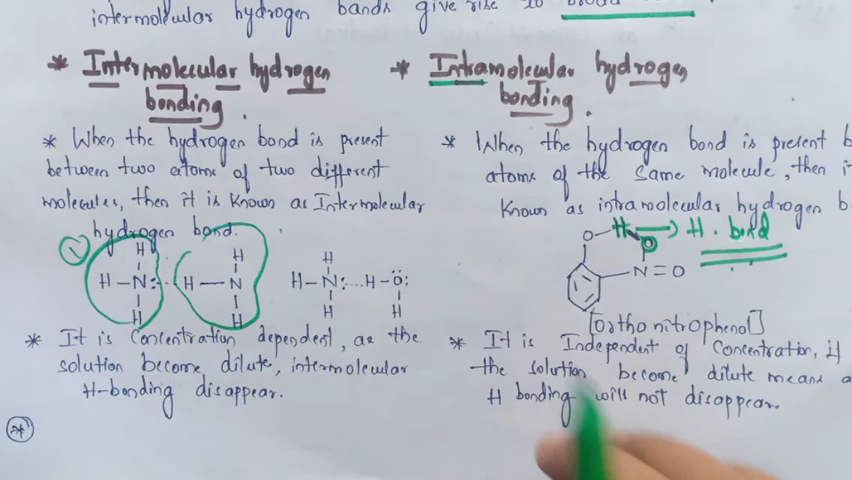 intermolecular hydrogen bonds give rise to broad
* Intermolecular hydrogen
bonding.
* When the hydrogen bond is present
between two atoms of two different
molecules, then it is known as Intermolecular
hydrogen bond.
H H
H-N: ... H-N H-N: ... H-Ö:
H H H H
* It is Concentration dependent, as the
solution become dilute, intermolecular
H-bonding disappear.
*
* Intramolecular hydrogen
bonding.
* When the hydrogen bond is present
atoms of the same molecule, then
known as intramolecular hydrogen
O H → H. bond
O
N=O
[Ortho nitrophenol]
* It is Independent of Concentration, if
the solution become dilute means
H bonding will not disappear.